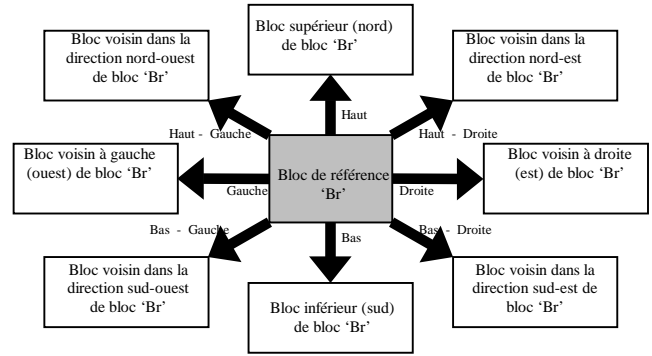 Bloc voisin dans la
direction nord-ouest
de bloc ‘Br’
Bloc supérieur (nord)
de bloc ‘Br’
Bloc voisin dans la
direction nord-est
de bloc ‘Br’
Haut - Gauche
Haut
Haut - Droite
Bloc voisin à gauche
(ouest) de bloc ‘Br’
Gauche
Bloc de référence
‘Br’
Droite
Bloc voisin à droite
(est) de bloc ‘Br’
Bas - Gauche
Bas
Bas - Droite
Bloc voisin dans la
direction sud-ouest
de bloc ‘Br’
Bloc inférieur (sud)
de bloc ‘Br’
Bloc voisin dans la
direction sud-est de
bloc ‘Br’